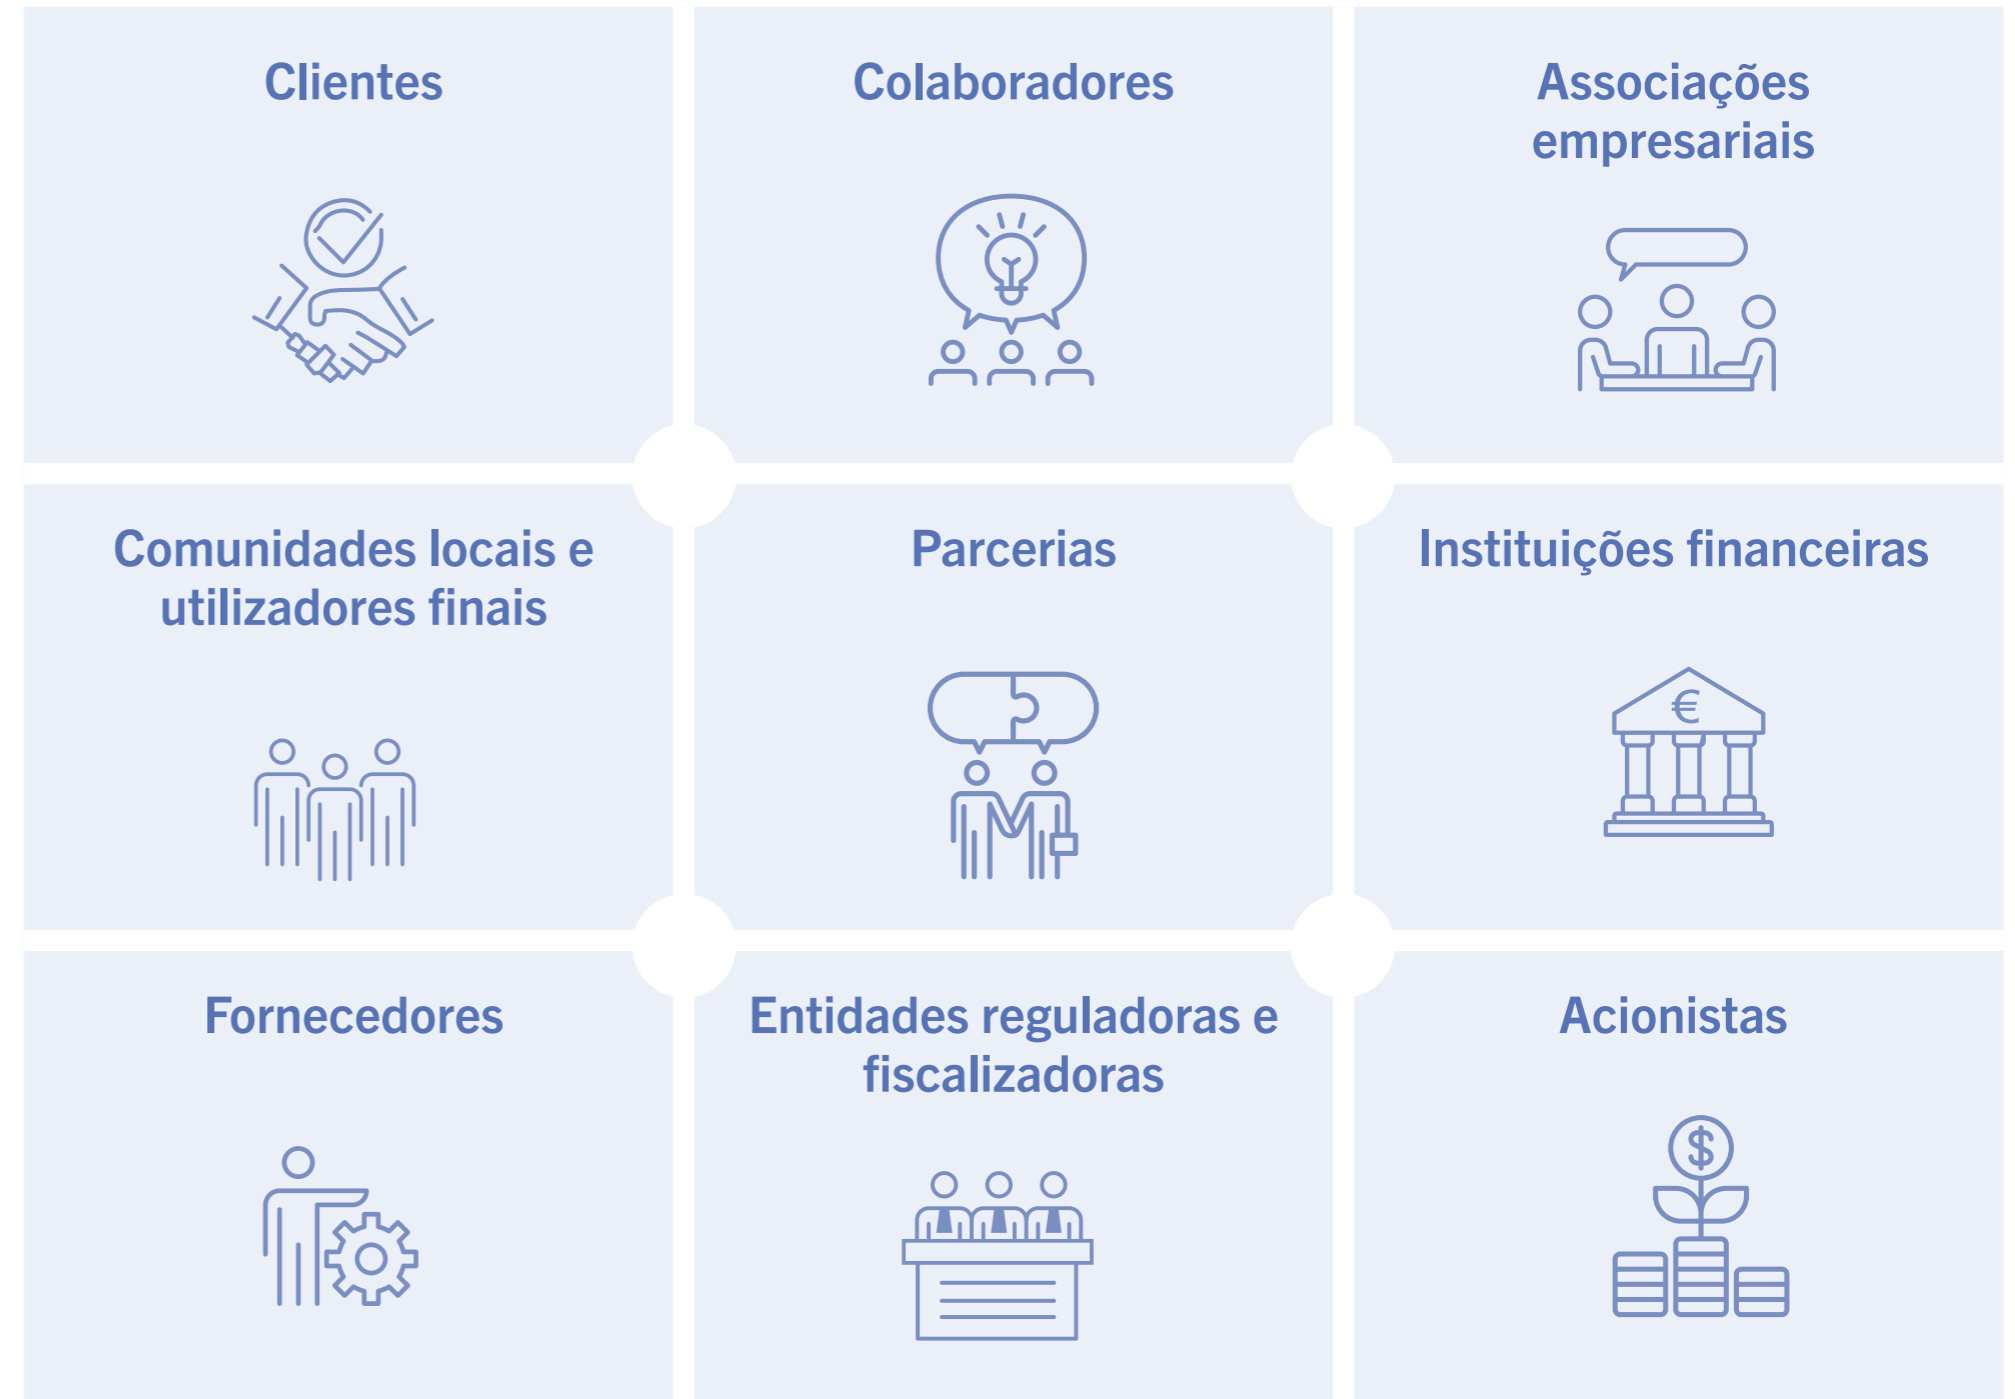 Clientes
Colaboradores
Associações
empresariais
Comunidades locais e
utilizadores finais
Parcerias
Instituições financeiras
€
Fornecedores
Entidades reguladoras e
fiscalizadoras
Acionistas
$